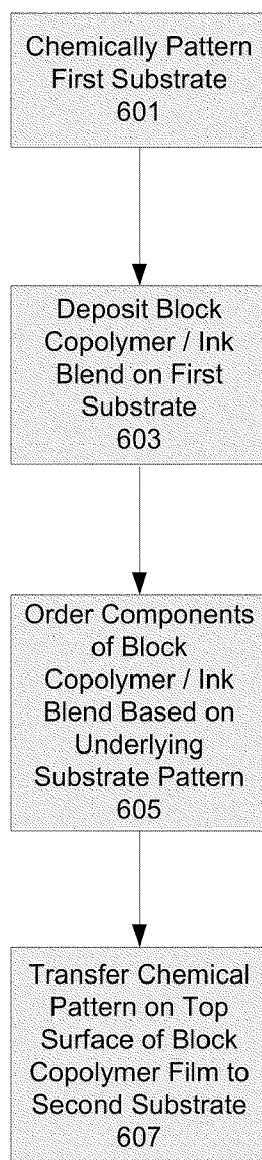 Chemically Pattern
First Substrate
601
Deposit Block
Copolymer / Ink
Blend on First
Substrate
603
Order Components
of Block
Copolymer / Ink
Blend Based on
Underlying
Substrate Pattern
605
Transfer Chemical
Pattern on Top
Surface of Block
Copolymer Film to
Second Substrate
607